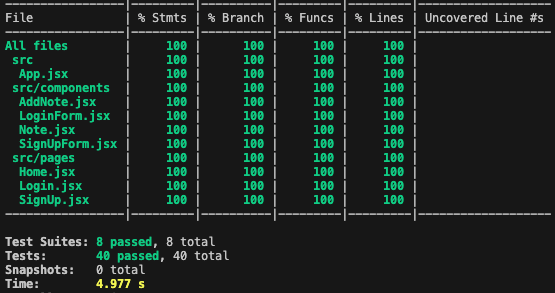 File | % Stmts | % Branch | % Funcs | % Lines | Uncovered Line #s
All files | 100 | 100 | 100 | 100 |
src | 100 | 100 | 100 | 100 |
App.jsx | 100 | 100 | 100 | 100 |
src/components | 100 | 100 | 100 | 100 |
AddNote.jsx | 100 | 100 | 100 | 100 |
LoginForm.jsx | 100 | 100 | 100 | 100 |
Note.jsx | 100 | 100 | 100 | 100 |
SignUpForm.jsx | 100 | 100 | 100 | 100 |
src/pages | 100 | 100 | 100 | 100 |
Home.jsx | 100 | 100 | 100 | 100 |
Login.jsx | 100 | 100 | 100 | 100 |
SignUp.jsx | 100 | 100 | 100 | 100 |
Test Suites: 8 passed, 8 total
Tests: 40 passed, 40 total
Snapshots: 0 total
Time: 4.977 s